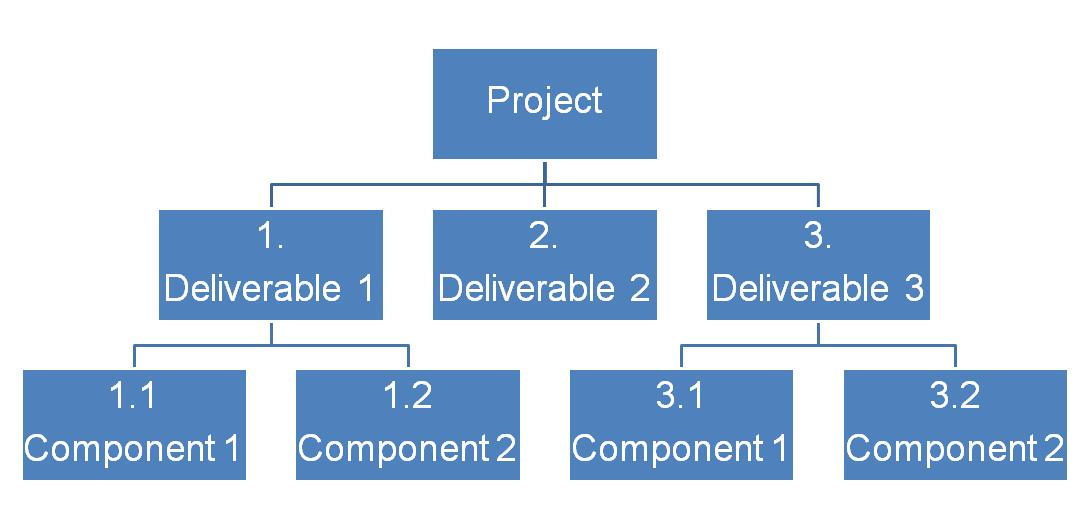 Project
1.
Deliverable 1
2.
Deliverable 2
3.
Deliverable 3
1.1
Component 1
1.2
Component 2
3.1
Component 1
3.2
Component 2